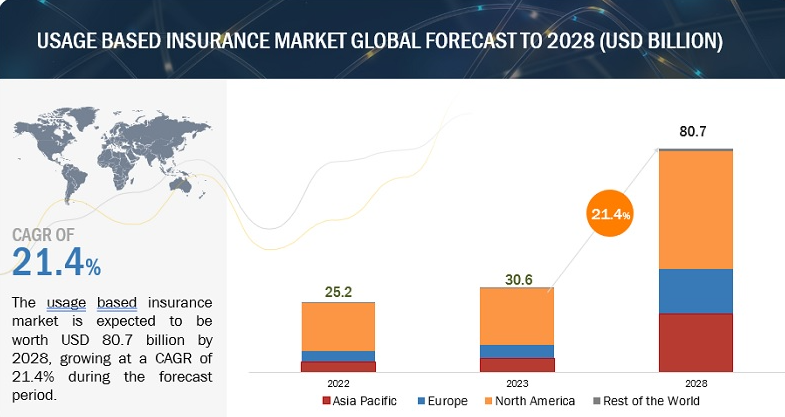 USAGE BASED INSURANCE MARKET GLOBAL FORECAST TO 2028 (USD BILLION)
CAGR OF
21.4%
The usage based insurance
market is expected to be
worth USD 80.7 billion by
2028, growing at a CAGR of
21.4% during the forecast
period.
80.7
21.4%
25.2
30.6
2022
2023
2028
Asia Pacific
Europe
North America
Rest of the World